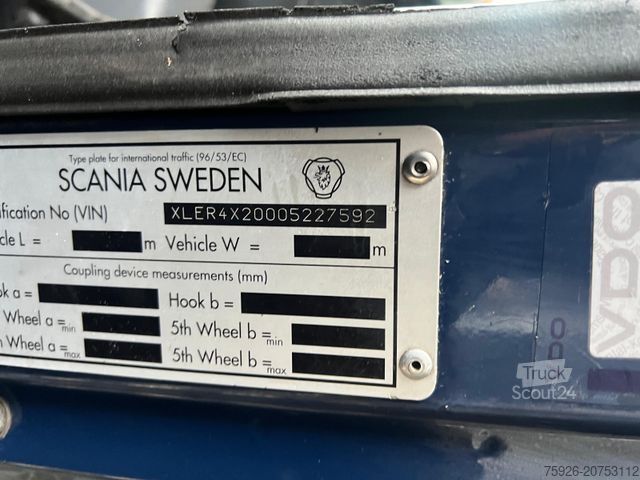 Type plate for international traffic (96/53/EC)
SCANIA SWEDEN
ification No (VIN) XLER4X20005227592
cle L = m Vehicle W = m
Coupling device measurements (mm)
ok a = Hook b =
Wheel a = min 5th Wheel b = min
h Wheel a = max 5th Wheel b = max
VDO
Truck
Scout24
75926-20753112